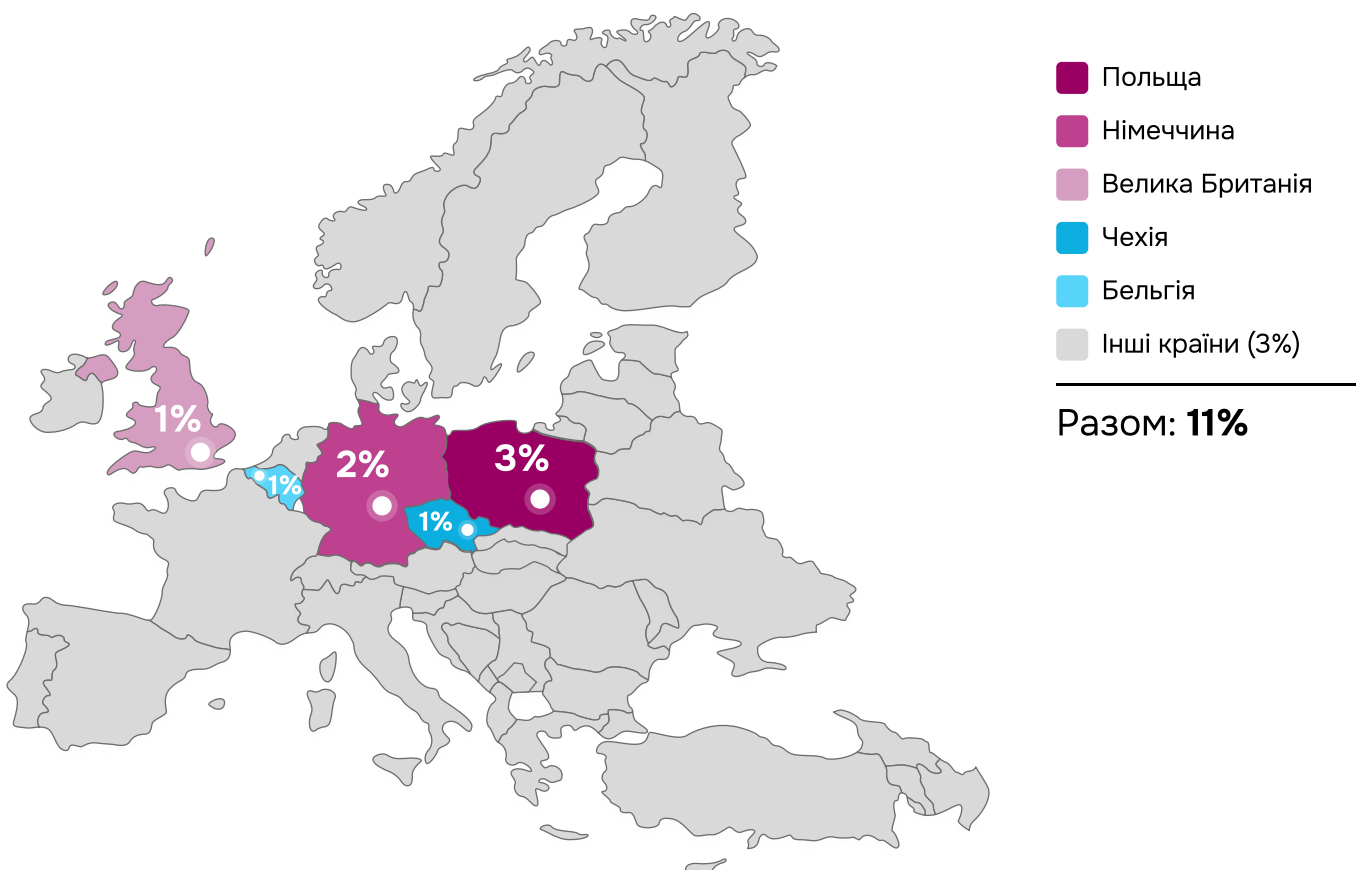 Польща
Німеччина
Велика Британія
Чехія
Бельгія
Інші країни (3%)
Разом: 11%
1%
2%
3%
1%
1%